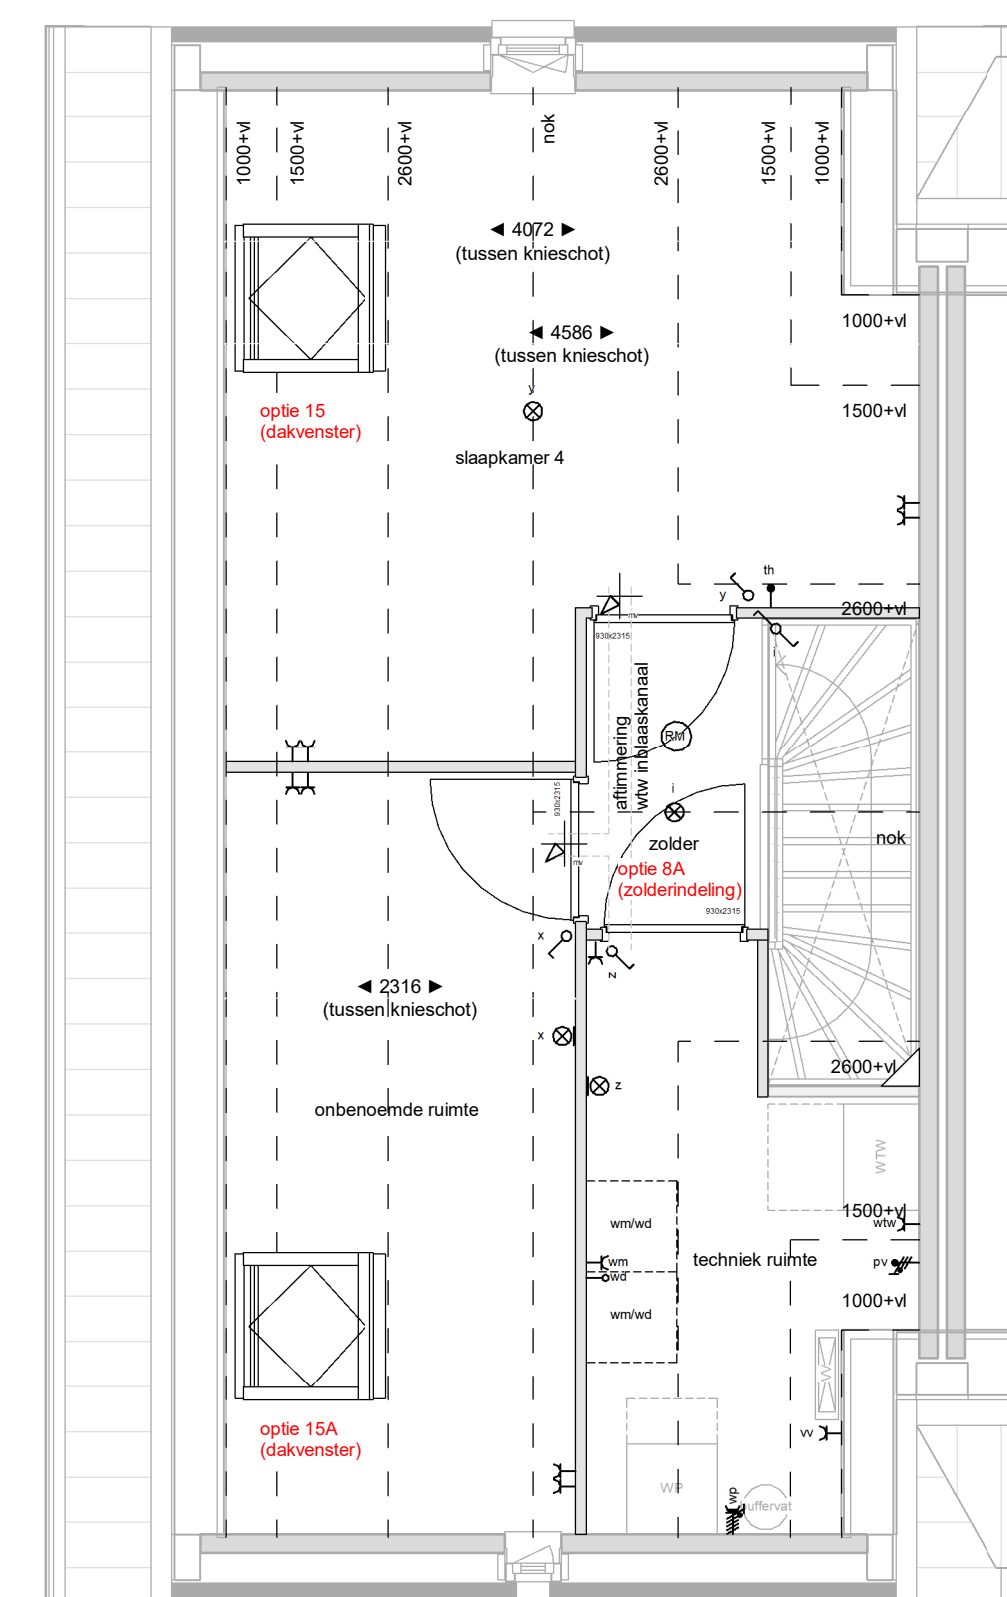 1000+vl
1500+vl
2600+vl
nok
2600+vl
1500+vl
1000+vl
◄ 4072 ►
(tussen knieschot)
1000+vl
◄ 4586 ►
(tussen knieschot)
y
optie 15
(dakvenster)
1500+vl
slaapkamer 4
th
y
2600+vl
mv
930x2315
i
aftimmering
wtw inblaaskanaal
RM
i
930x2315
zolder
nok
mv
optie 8A
(zolderindeling)
930x2315
x
z
◄ 2316 ►
(tussen knieschot)
x
2600+vl
z
onbenoemde ruimte
WTW
1500+vl
wm/wd
wtw
wm
techniek ruimte
pv
wd
1000+vl
wm/wd
W
optie 15A
(dakvenster)
vv
WP
wp
buffervat